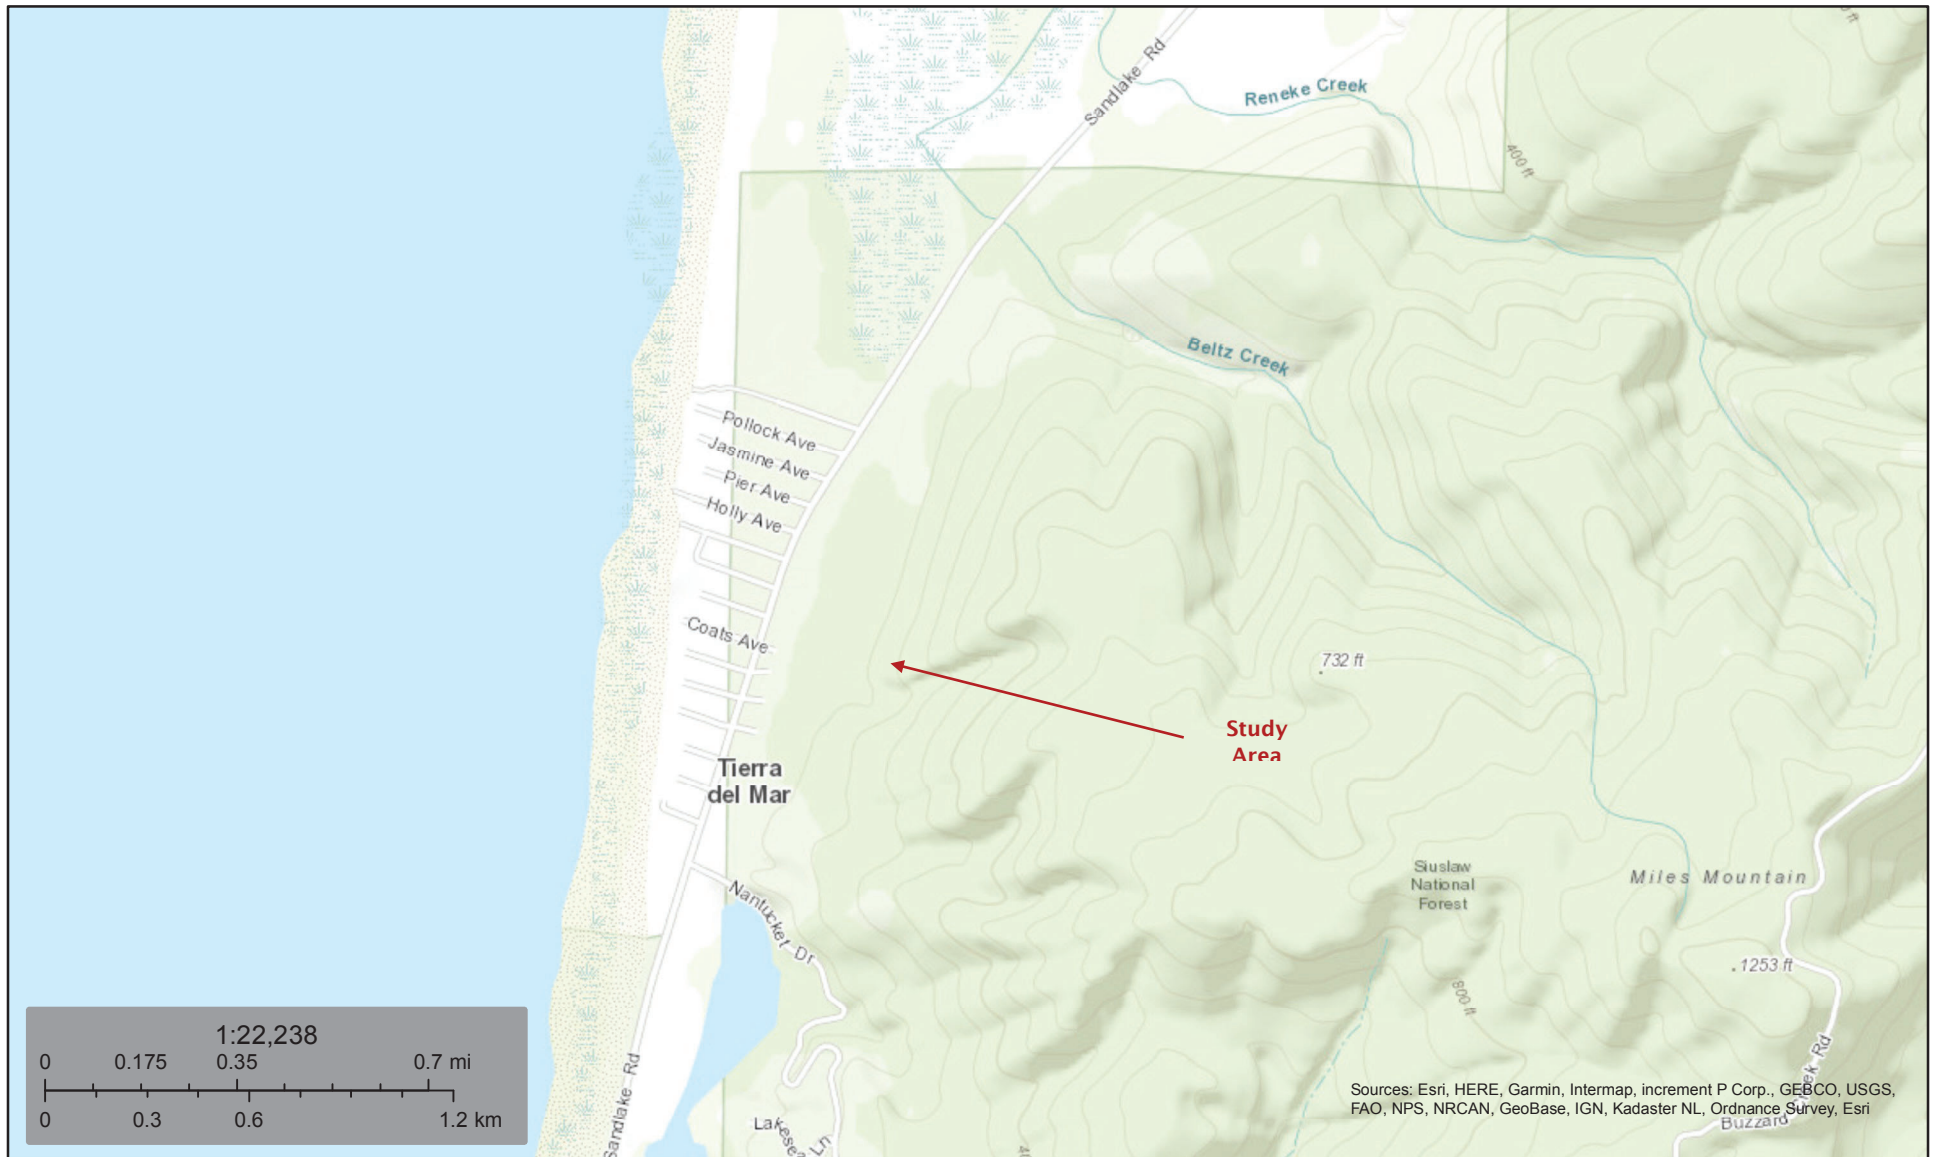 Sandlake Rd
Reneke Creek
400 ft
Beltz Creek
Pollock Ave
Jasmine Ave
Pier Ave
Holly Ave
Coats Ave
732 ft
Study
Area
Tierra
del Mar
Siuslaw
National
Forest
Miles Mountain
Nantucket Dr
1253 ft
800 ft
1:22,238
0 0.175 0.35 0.7 mi
0 0.3 0.6 1.2 km
Sandlake Rd
Buzzard Creek Rd
Sources: Esri, HERE, Garmin, Intermap, increment P Corp., GEBCO, USGS,
FAO, NPS, NRCAN, GeoBase, IGN, Kadaster NL, Ordnance Survey, Esri
Ln